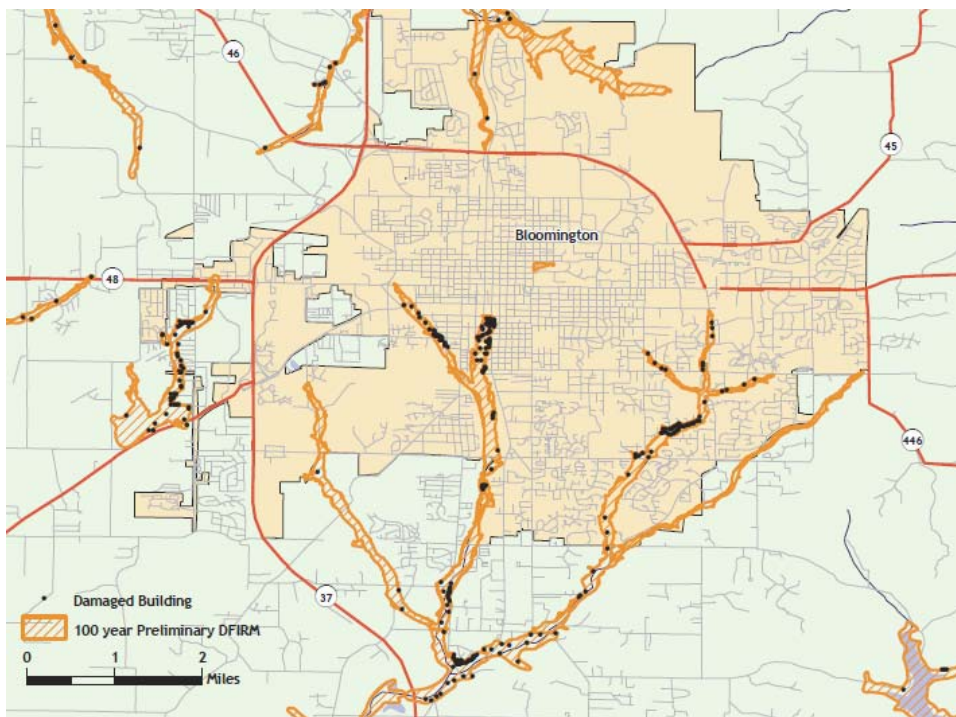 46
45
Bloomington
48
446
37
Damaged Building
100 year Preliminary DFIRM
0 1 2
Miles